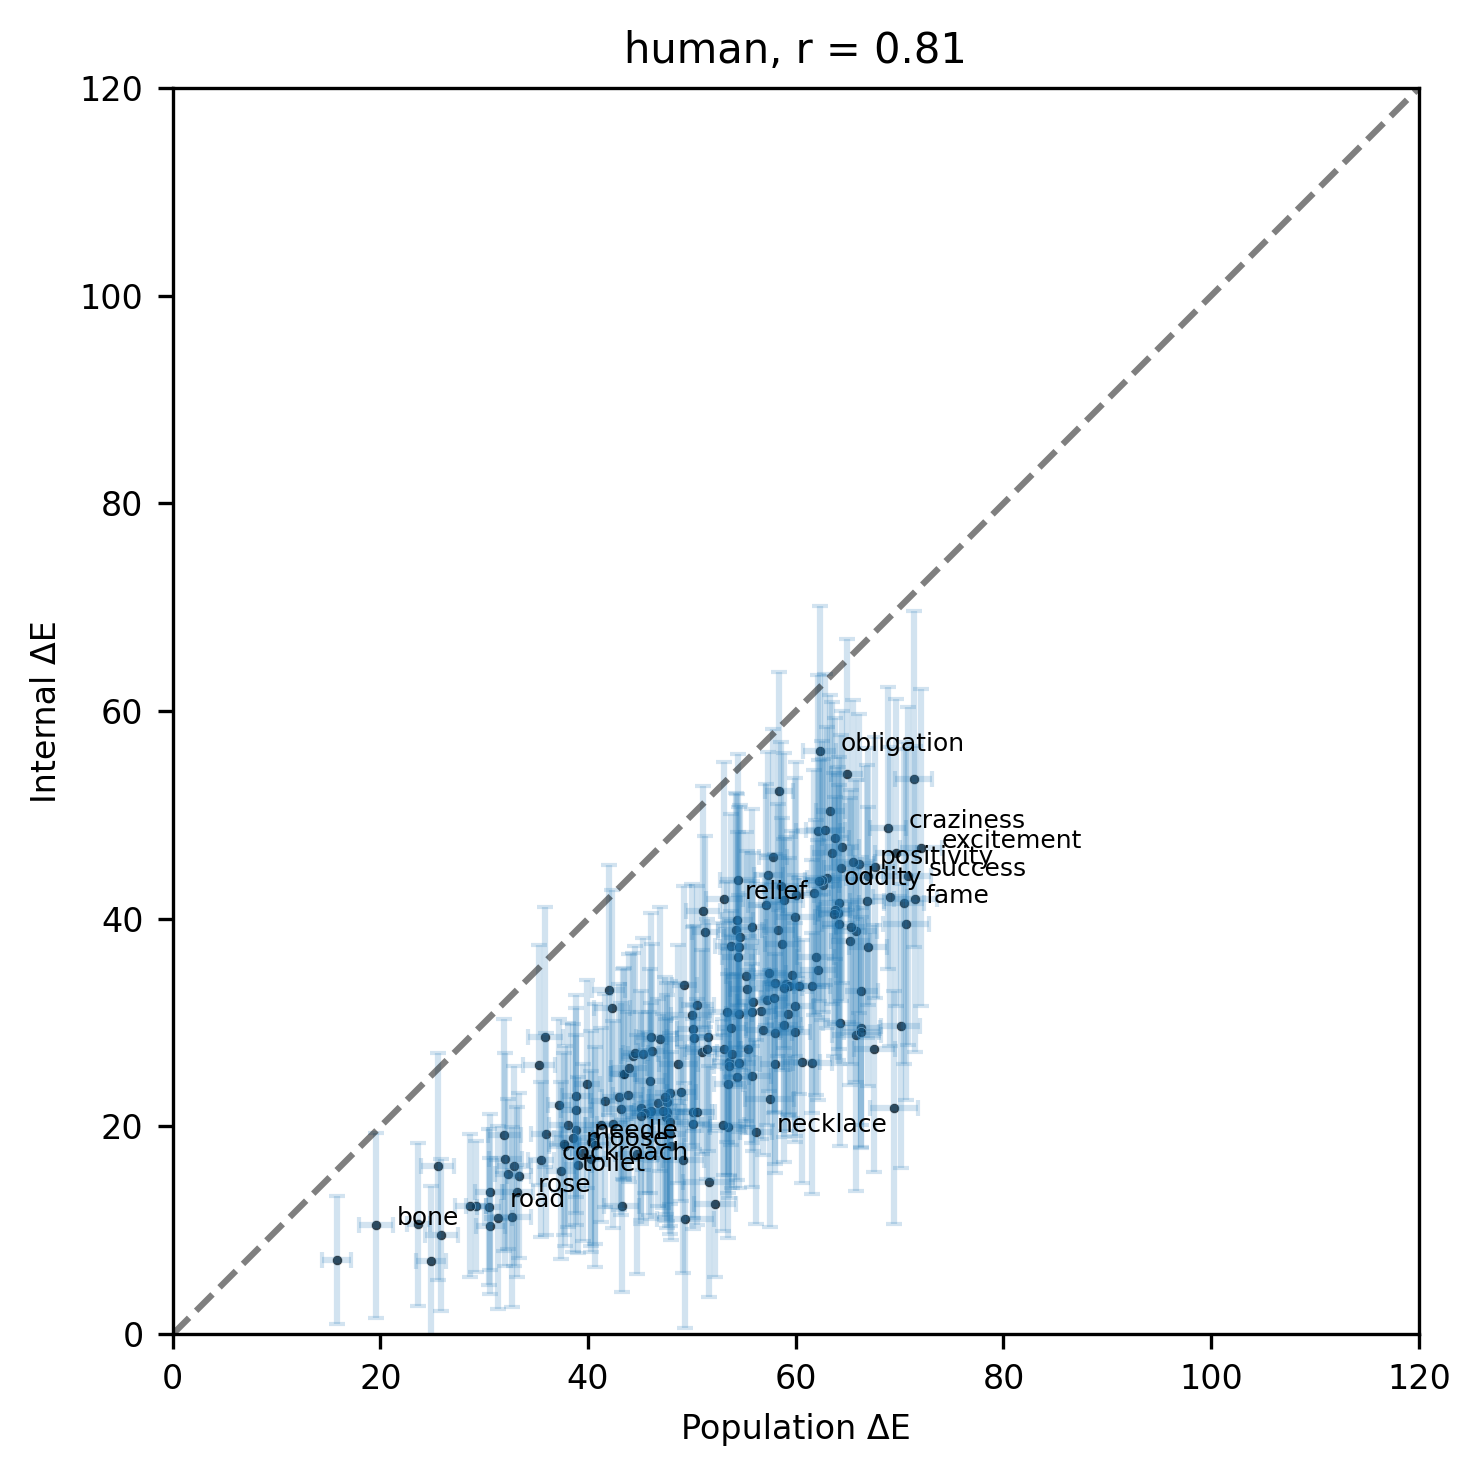 human, r = 0.81
120
100
80
60
40
20
0
Internal ΔE
obligation
craziness
excitement
positivity
success
oddity
relief
fame
necklace
needle
moose
cockroach
toilet
rose
road
bone
0
20
40
60
80
100
120
Population ΔE